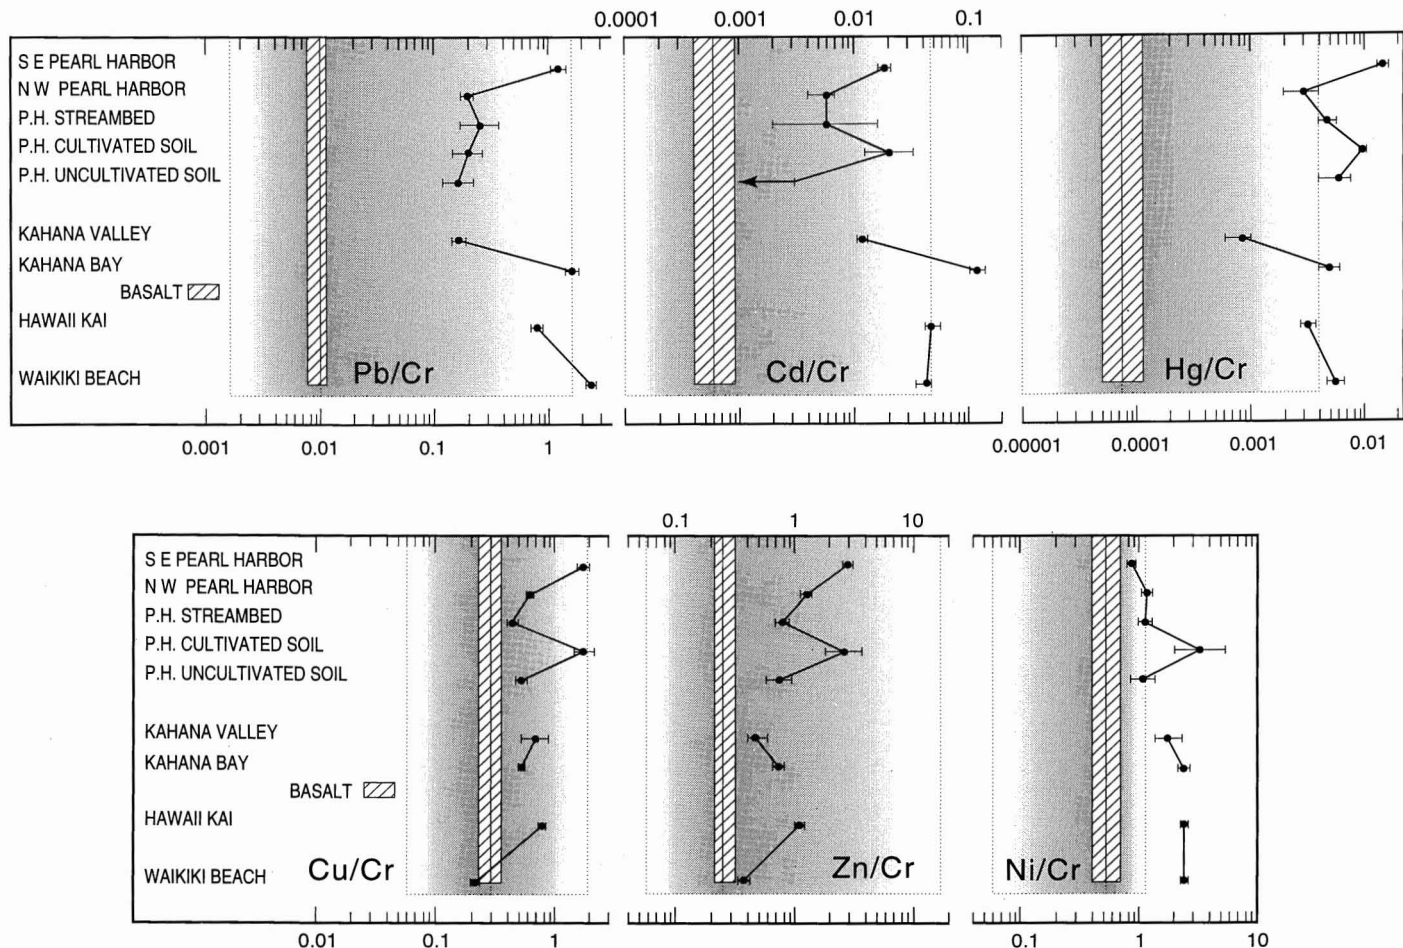 0.0001 0.001 0.01 0.1
S E PEARL HARBOR
N W PEARL HARBOR
P.H. STREAMBED
P.H. CULTIVATED SOIL
P.H. UNCULTIVATED SOIL
KAHANA VALLEY
KAHANA BAY
BASALT
HAWAII KAI
WAIKIKI BEACH
Pb/Cr Cd/Cr Hg/Cr
0.001 0.01 0.1 1 0.00001 0.0001 0.001 0.01
0.1 1 10
S E PEARL HARBOR
N W PEARL HARBOR
P.H. STREAMBED
P.H. CULTIVATED SOIL
P.H. UNCULTIVATED SOIL
KAHANA VALLEY
KAHANA BAY
BASALT
HAWAII KAI
WAIKIKI BEACH
Cu/Cr Zn/Cr Ni/Cr
0.01 0.1 1 0.1 1 10